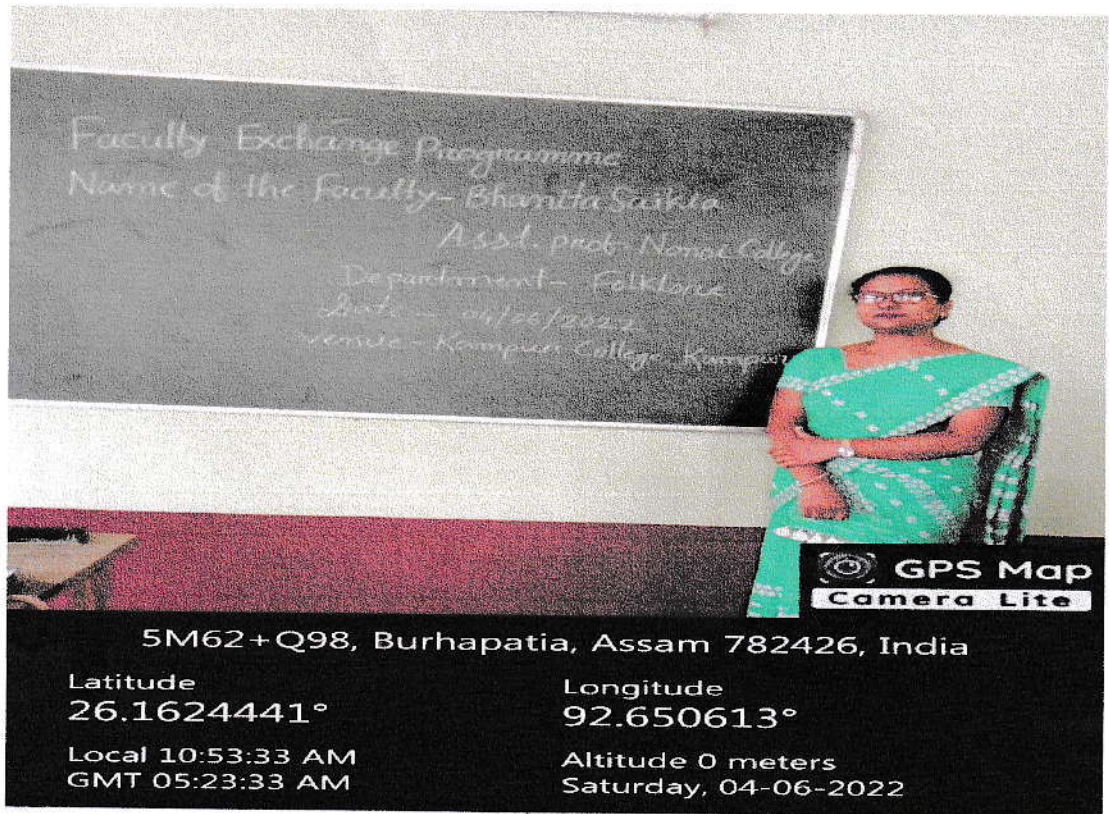 Faculty Exchange Programme
Name of the Faculty- Bhanita Saikia
Asst. prof. Nonoi College
Department- Folklore
Date - 04/06/2022
venue - Kampur College, Kampur
GPS Map
Camera Lite
5M62+Q98, Burhapatia, Assam 782426, India
Latitude
26.1624441°
Longitude
92.650613°
Local 10:53:33 AM
GMT 05:23:33 AM
Altitude 0 meters
Saturday, 04-06-2022